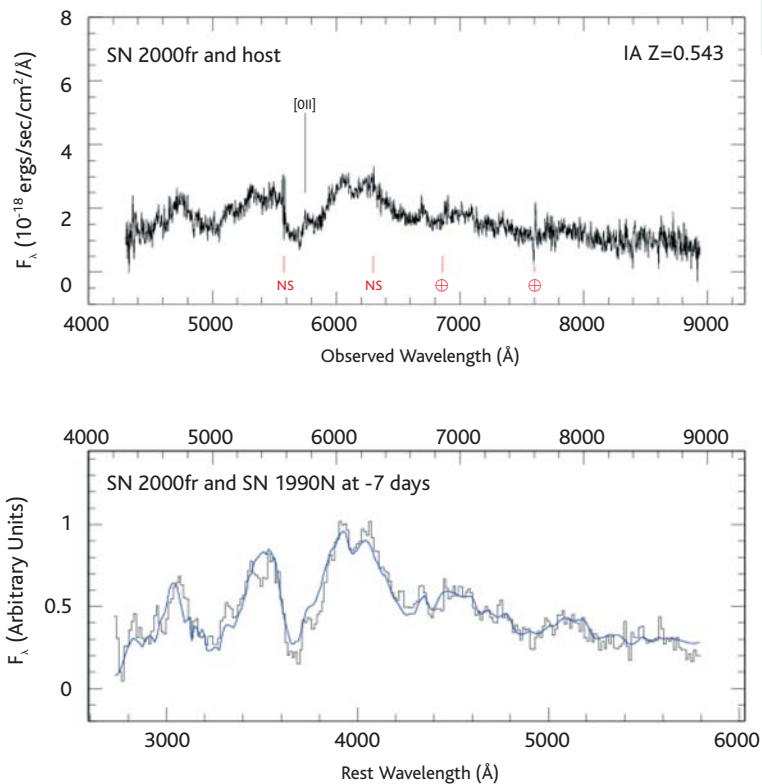 8
SN 2000fr and host
IA Z=0.543
6
[OII]
4
2
0
NS
NS
⊕
⊕
F_λ (10^-18 ergs/sec/cm^2/Å)
4000 5000 6000 7000 8000 9000
Observed Wavelength (Å)
4000 5000 6000 7000 8000 9000
SN 2000fr and SN 1990N at -7 days
1
0.5
0
F_λ (Arbitrary Units)
3000 4000 5000 6000
Rest Wavelength (Å)